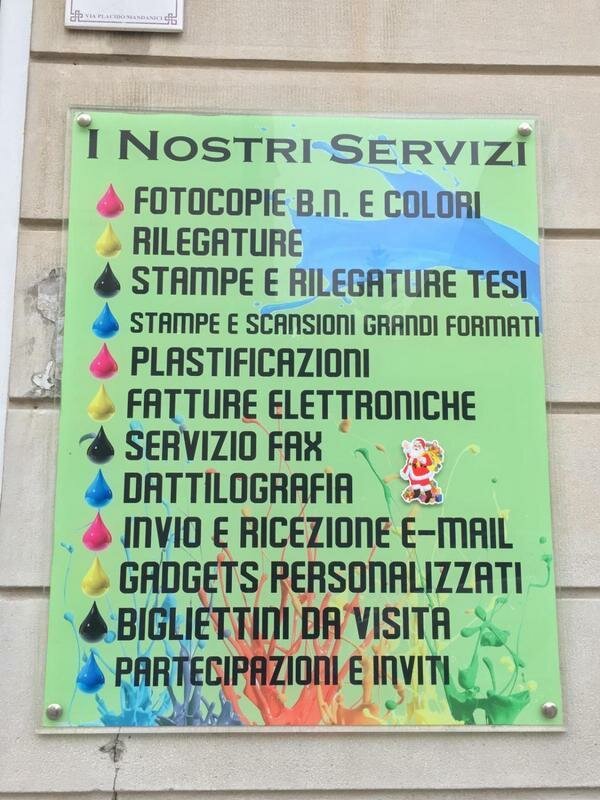 VIA PLACIDO MANDANICI
I NOSTRI SERVIZI
FOTOCOPIE B.N. E COLORI
RILEGATURE
STAMPE E RILEGATURE TESI
STAMPE E SCANSIONI GRANDI FORMATI
PLASTIFICAZIONI
FATTURE ELETTRONICHE
SERVIZIO FAX
DATTILOGRAFIA
INVIO E RICEZIONE E-MAIL
GADGETS PERSONALIZZATI
BIGLIETTINI DA VISITA
PARTECIPAZIONI E INVITI